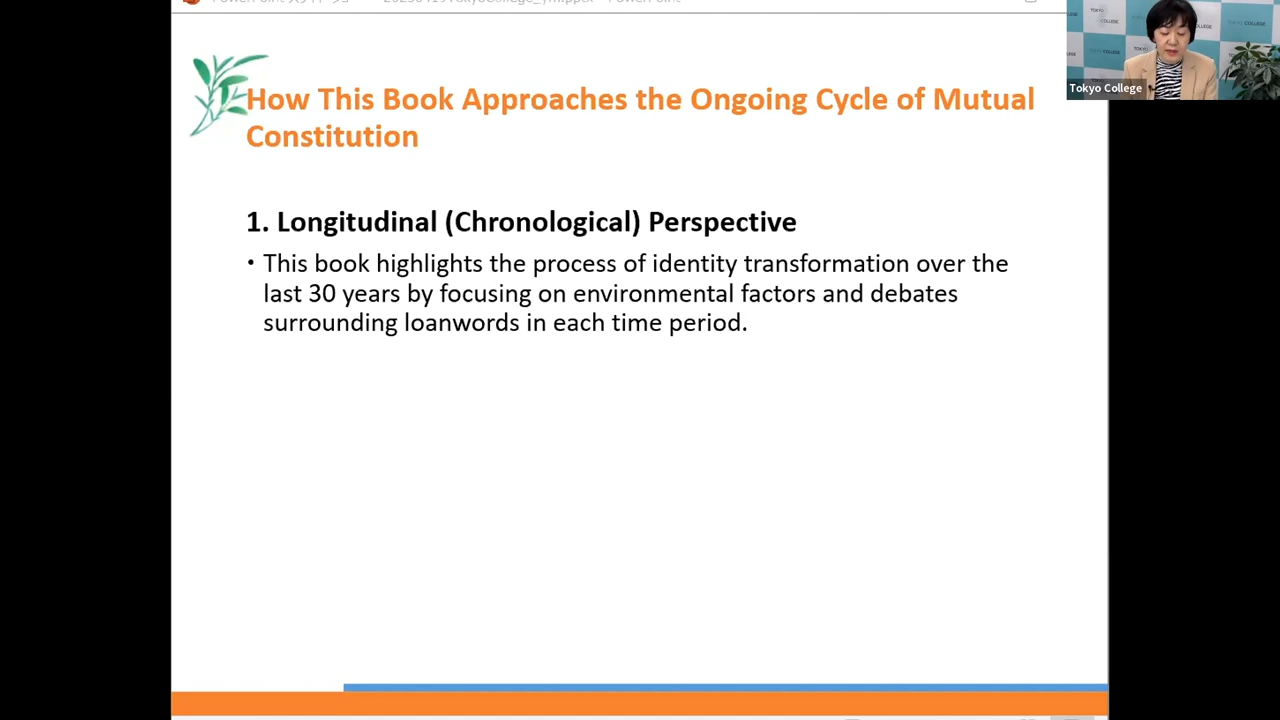 Tokyo College
How This Book Approaches the Ongoing Cycle of Mutual
Constitution
1. Longitudinal (Chronological) Perspective
• This book highlights the process of identity transformation over the
last 30 years by focusing on environmental factors and debates
surrounding loanwords in each time period.